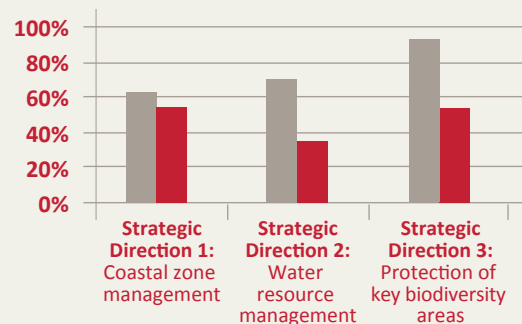 100%
80%
60%
40%
20%
0%
Strategic
Direction 1:
Coastal zone
management
Strategic
Direction 2:
Water
resource
management
Strategic
Direction 3:
Protection of
key biodiversity
areas